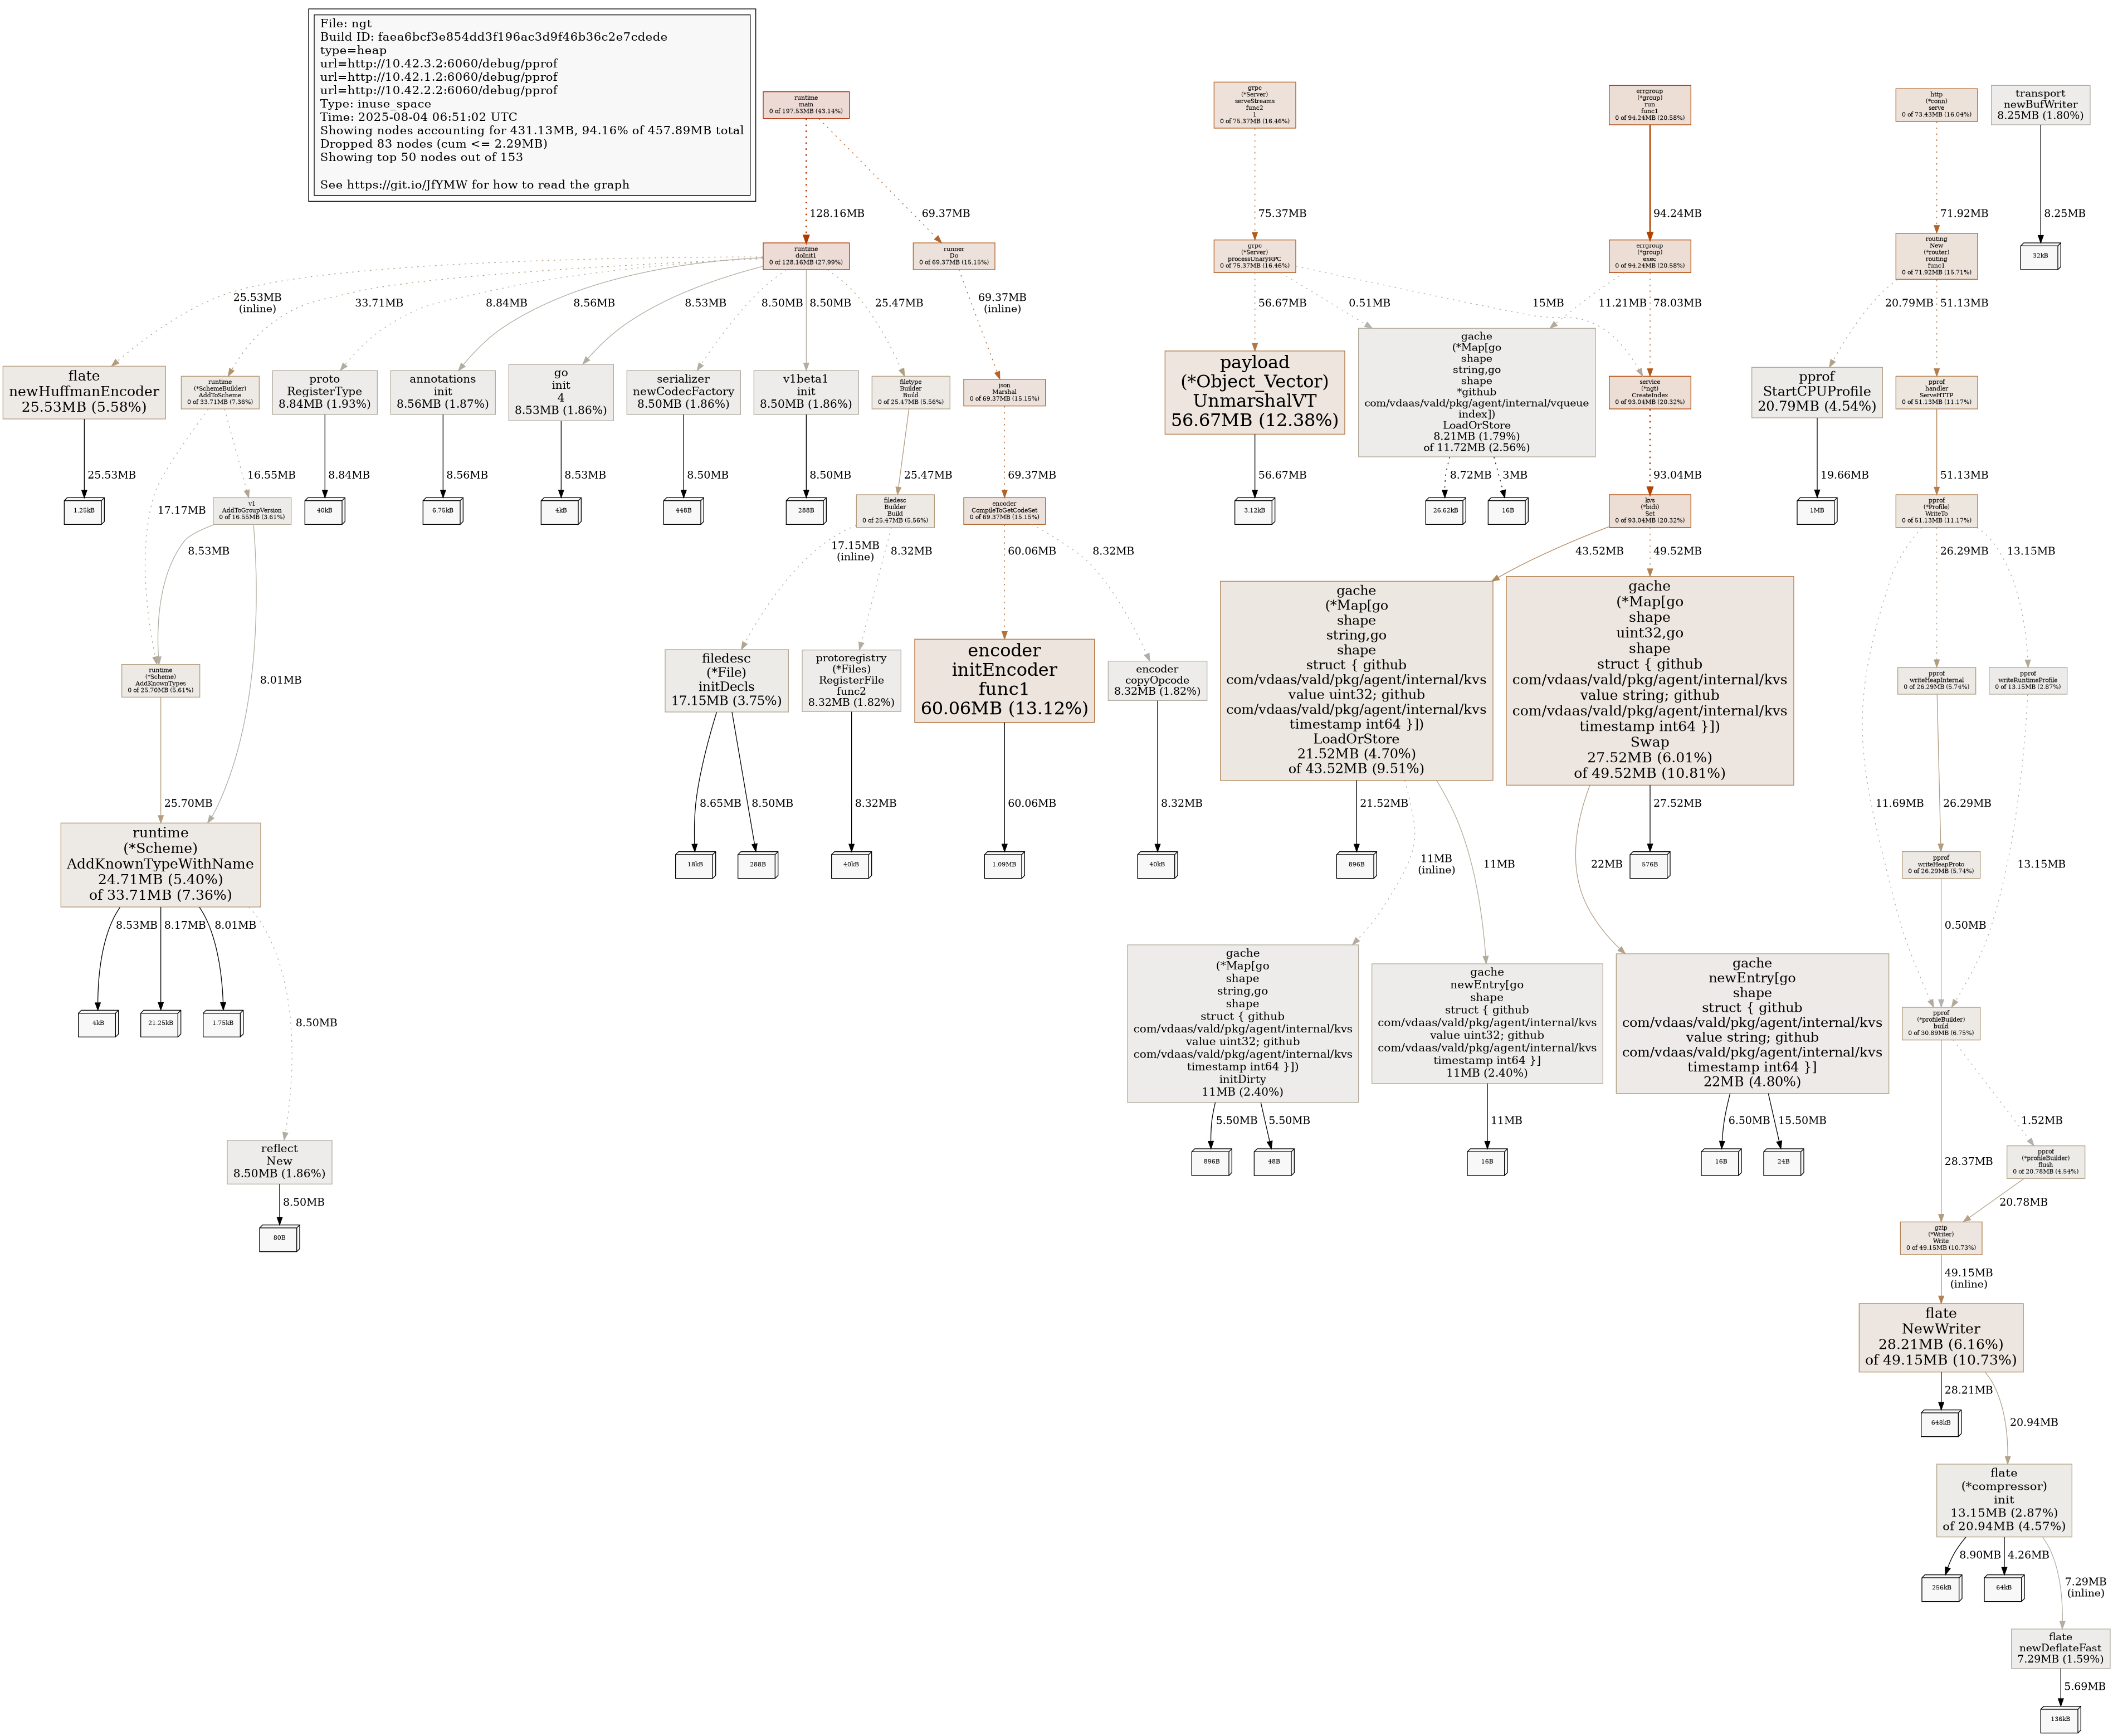 File: ngt
Build ID: faea6bcf3e854dd3f196ac3d9f46b36c2e7cdede
type=heap
url=http://10.42.3.2:6060/debug/pprof
url=http://10.42.1.2:6060/debug/pprof
url=http://10.42.2.2:6060/debug/pprof
Type: inuse_space
Time: 2025-08-04 06:51:02 UTC
Showing nodes accounting for 431.13MB, 94.16% of 457.89MB total
Dropped 83 nodes (cum <= 2.29MB)
Showing top 50 nodes out of 153
See https://git.io/JfYMW for how to read the graph
runtime
main
0 of 197.53MB (43.14%)
grpc
(*Server)
serveStreams
func2
1
0 of 75.37MB (16.46%)
errgroup
(*group)
run
func1
0 of 94.24MB (20.58%)
http
(*conn)
serve
0 of 73.43MB (16.04%)
transport
newBufWriter
8.25MB (1.80%)
128.16MB
69.37MB
75.37MB
94.24MB
71.92MB
8.25MB
runtime
doInit1
0 of 128.16MB (27.99%)
runner
Do
0 of 69.37MB (15.15%)
grpc
(*Server)
processUnaryRPC
0 of 75.37MB (16.46%)
errgroup
(*group)
exec
0 of 94.24MB (20.58%)
routing
New
(*router)
routing
func1
0 of 71.92MB (15.71%)
32kB
25.53MB
(inline)
33.71MB
8.84MB
8.56MB
8.53MB
8.50MB
8.50MB
25.47MB
69.37MB
(inline)
56.67MB
0.51MB
15MB
11.21MB
78.03MB
20.79MB
51.13MB
flate
newHuffmanEncoder
25.53MB (5.58%)
runtime
(*SchemeBuilder)
AddToScheme
0 of 33.71MB (7.36%)
proto
RegisterType
8.84MB (1.93%)
annotations
init
8.56MB (1.87%)
go
init
4
8.53MB (1.86%)
serializer
newCodecFactory
8.50MB (1.86%)
v1beta1
init
8.50MB (1.86%)
filetype
Builder
Build
0 of 25.47MB (5.56%)
json
Marshal
0 of 69.37MB (15.15%)
payload
(*Object_Vector)
UnmarshalVT
56.67MB (12.38%)
gache
(*Map[go
shape
string,go
shape
*github
com/vdaas/vald/pkg/agent/internal/vqueue
index])
LoadOrStore
8.21MB (1.79%)
of 11.72MB (2.56%)
service
(*ngt)
CreateIndex
0 of 93.04MB (20.32%)
pprof
StartCPUProfile
20.79MB (4.54%)
pprof
handler
ServeHTTP
0 of 51.13MB (11.17%)
25.53MB
17.17MB
16.55MB
8.84MB
8.56MB
8.53MB
8.50MB
8.50MB
25.47MB
69.37MB
56.67MB
8.72MB
3MB
93.04MB
19.66MB
51.13MB
1.25kB
v1
AddToGroupVersion
0 of 16.55MB (3.61%)
40kB
6.75kB
4kB
448B
288B
filedesc
Builder
Build
0 of 25.47MB (5.56%)
encoder
CompileToGetCodeSet
0 of 69.37MB (15.15%)
3.12kB
26.62kB
16B
kvs
(*bidi)
Set
0 of 93.04MB (20.32%)
1MB
pprof
(*Profile)
WriteTo
0 of 51.13MB (11.17%)
8.53MB
8.01MB
17.15MB
(inline)
8.32MB
60.06MB
8.32MB
43.52MB
49.52MB
11.69MB
26.29MB
13.15MB
runtime
(*Scheme)
AddKnownTypes
0 of 25.70MB (5.61%)
filedesc
(*File)
initDecls
17.15MB (3.75%)
protoregistry
(*Files)
RegisterFile
func2
8.32MB (1.82%)
encoder
initEncoder
func1
60.06MB (13.12%)
encoder
copyOpcode
8.32MB (1.82%)
gache
(*Map[go
shape
string,go
shape
struct { github
com/vdaas/vald/pkg/agent/internal/kvs
value uint32; github
com/vdaas/vald/pkg/agent/internal/kvs
timestamp int64 }])
LoadOrStore
21.52MB (4.70%)
of 43.52MB (9.51%)
gache
(*Map[go
shape
uint32,go
shape
struct { github
com/vdaas/vald/pkg/agent/internal/kvs
value string; github
com/vdaas/vald/pkg/agent/internal/kvs
timestamp int64 }])
Swap
27.52MB (6.01%)
of 49.52MB (10.81%)
pprof
writeHeapInternal
0 of 26.29MB (5.74%)
pprof
writeRuntimeProfile
0 of 13.15MB (2.87%)
25.70MB
8.65MB
8.50MB
8.32MB
60.06MB
8.32MB
21.52MB
11MB
(inline)
11MB
22MB
27.52MB
26.29MB
13.15MB
runtime
(*Scheme)
AddKnownTypeWithName
24.71MB (5.40%)
of 33.71MB (7.36%)
18kB
288B
40kB
1.09MB
40kB
896B
576B
pprof
writeHeapProto
0 of 26.29MB (5.74%)
8.53MB
8.17MB
8.01MB
8.50MB
0.50MB
4kB
21.25kB
1.75kB
gache
(*Map[go
shape
string,go
shape
struct { github
com/vdaas/vald/pkg/agent/internal/kvs
value uint32; github
com/vdaas/vald/pkg/agent/internal/kvs
timestamp int64 }])
initDirty
11MB (2.40%)
gache
newEntry[go
shape
struct { github
com/vdaas/vald/pkg/agent/internal/kvs
value uint32; github
com/vdaas/vald/pkg/agent/internal/kvs
timestamp int64 }]
11MB (2.40%)
gache
newEntry[go
shape
struct { github
com/vdaas/vald/pkg/agent/internal/kvs
value string; github
com/vdaas/vald/pkg/agent/internal/kvs
timestamp int64 }]
22MB (4.80%)
pprof
(*profileBuilder)
build
0 of 30.89MB (6.75%)
5.50MB
5.50MB
11MB
6.50MB
15.50MB
28.37MB
1.52MB
reflect
New
8.50MB (1.86%)
896B
48B
16B
16B
24B
pprof
(*profileBuilder)
flush
0 of 20.78MB (4.54%)
8.50MB
20.78MB
80B
gzip
(*Writer)
Write
0 of 49.15MB (10.73%)
49.15MB
(inline)
flate
NewWriter
28.21MB (6.16%)
of 49.15MB (10.73%)
28.21MB
20.94MB
648kB
flate
(*compressor)
init
13.15MB (2.87%)
of 20.94MB (4.57%)
8.90MB
4.26MB
7.29MB
(inline)
256kB
64kB
flate
newDeflateFast
7.29MB (1.59%)
5.69MB
136kB